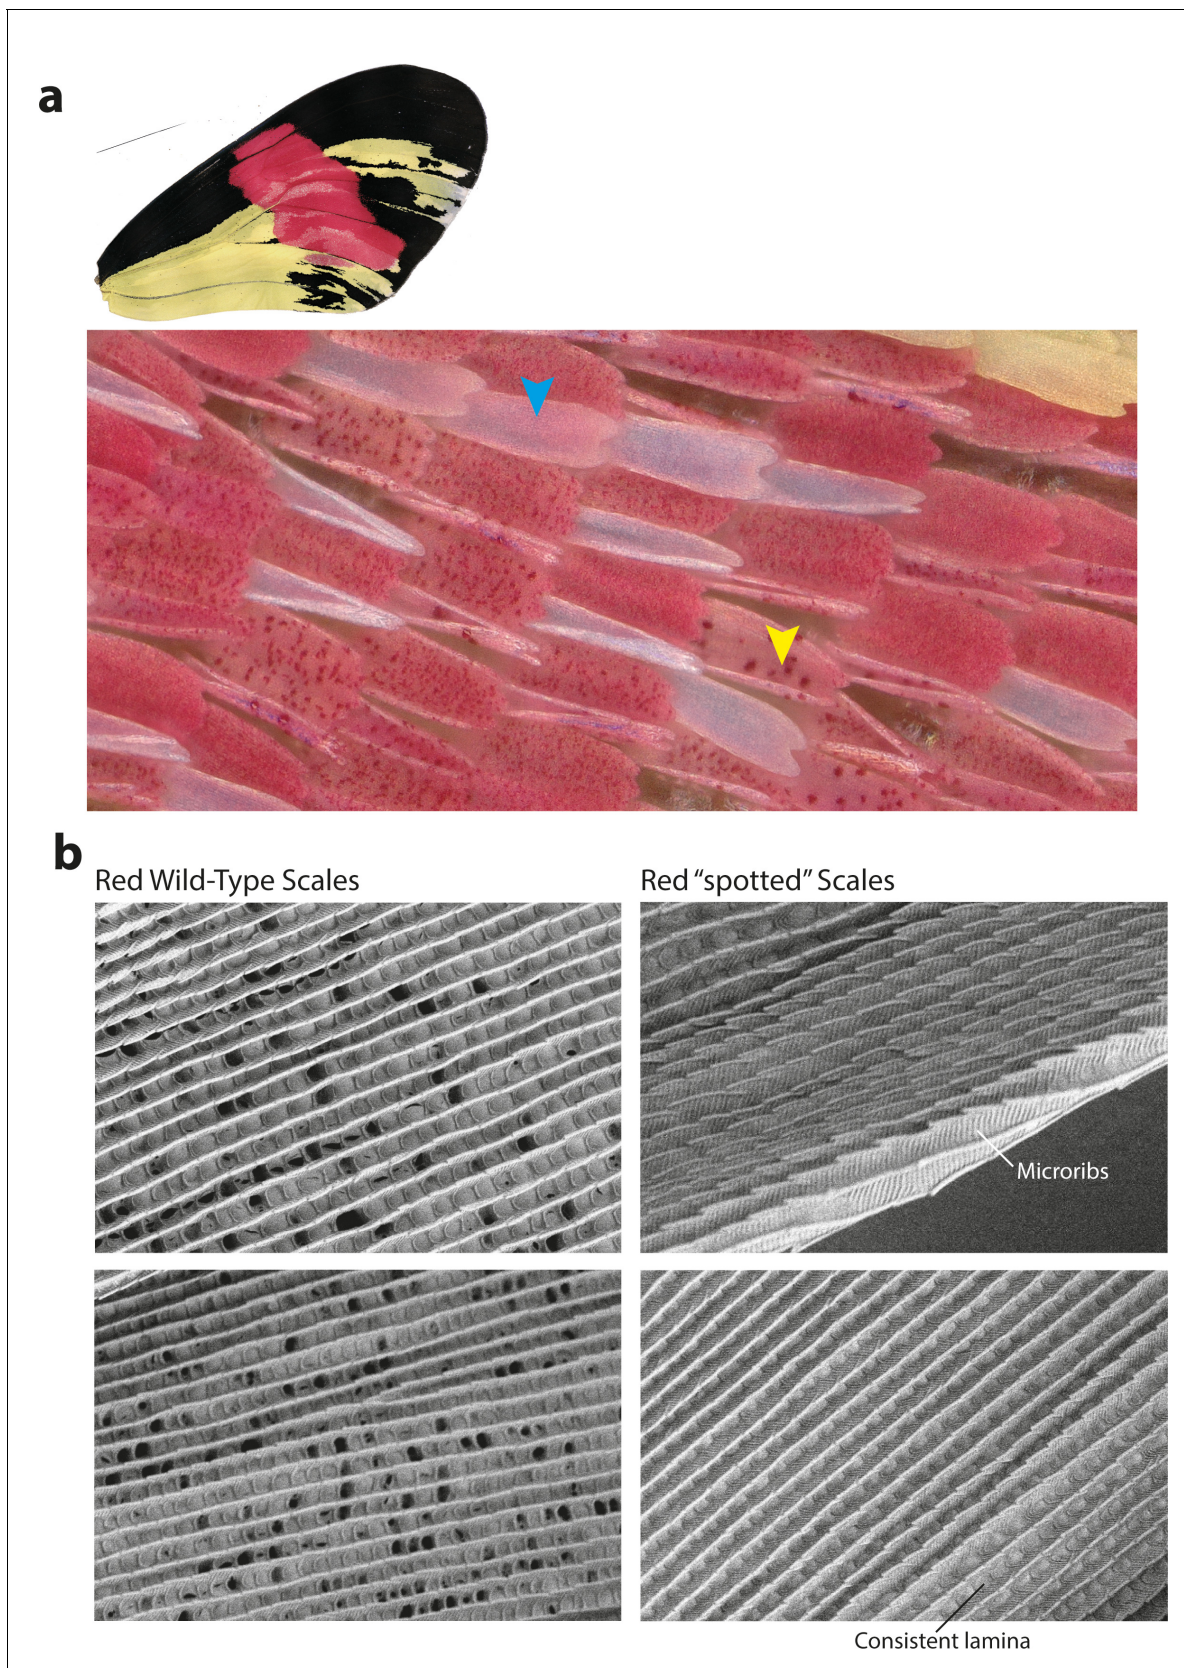 a
b
Red Wild-Type Scales
Red “spotted” Scales
Microribs
Consistent lamina